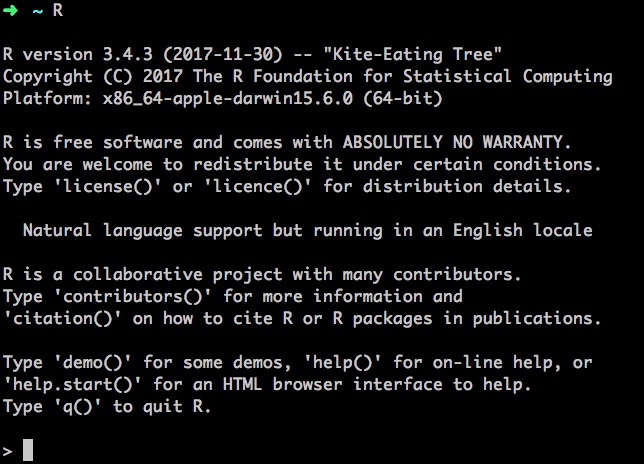 ➜ ~ R
R version 3.4.3 (2017-11-30) -- "Kite-Eating Tree"
Copyright (C) 2017 The R Foundation for Statistical Computing
Platform: x86_64-apple-darwin15.6.0 (64-bit)
R is free software and comes with ABSOLUTELY NO WARRANTY.
You are welcome to redistribute it under certain conditions.
Type 'license()' or 'licence()' for distribution details.
Natural language support but running in an English locale
R is a collaborative project with many contributors.
Type 'contributors()' for more information and
'citation()' on how to cite R or R packages in publications.
Type 'demo()' for some demos, 'help()' for on-line help, or
'help.start()' for an HTML browser interface to help.
Type 'q()' to quit R.
>